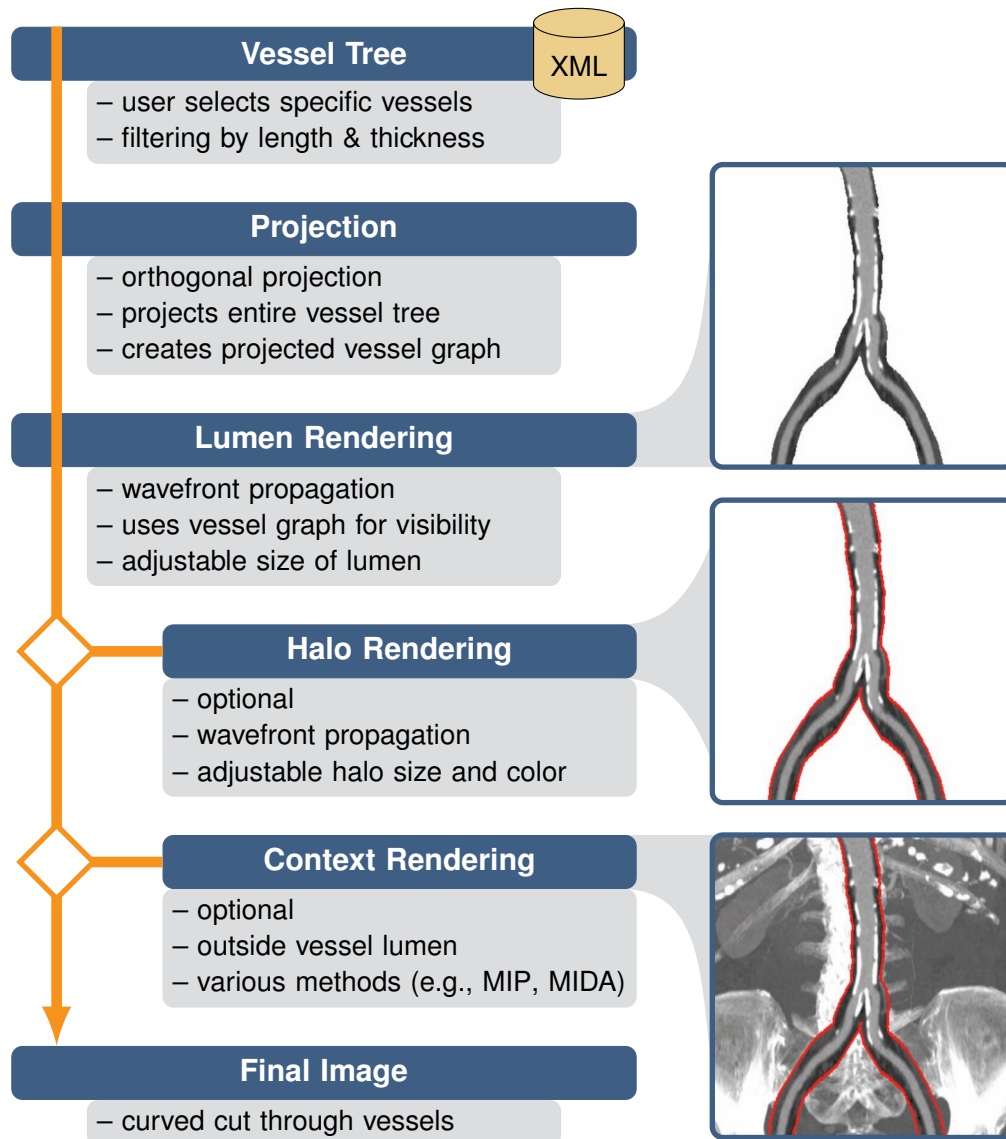 Vessel Tree
XML
– user selects specific vessels
– filtering by length & thickness
Projection
– orthogonal projection
– projects entire vessel tree
– creates projected vessel graph
Lumen Rendering
– wavefront propagation
– uses vessel graph for visibility
– adjustable size of lumen
Halo Rendering
– optional
– wavefront propagation
– adjustable halo size and color
Context Rendering
– optional
– outside vessel lumen
– various methods (e.g., MIP, MIDA)
Final Image
– curved cut through vessels